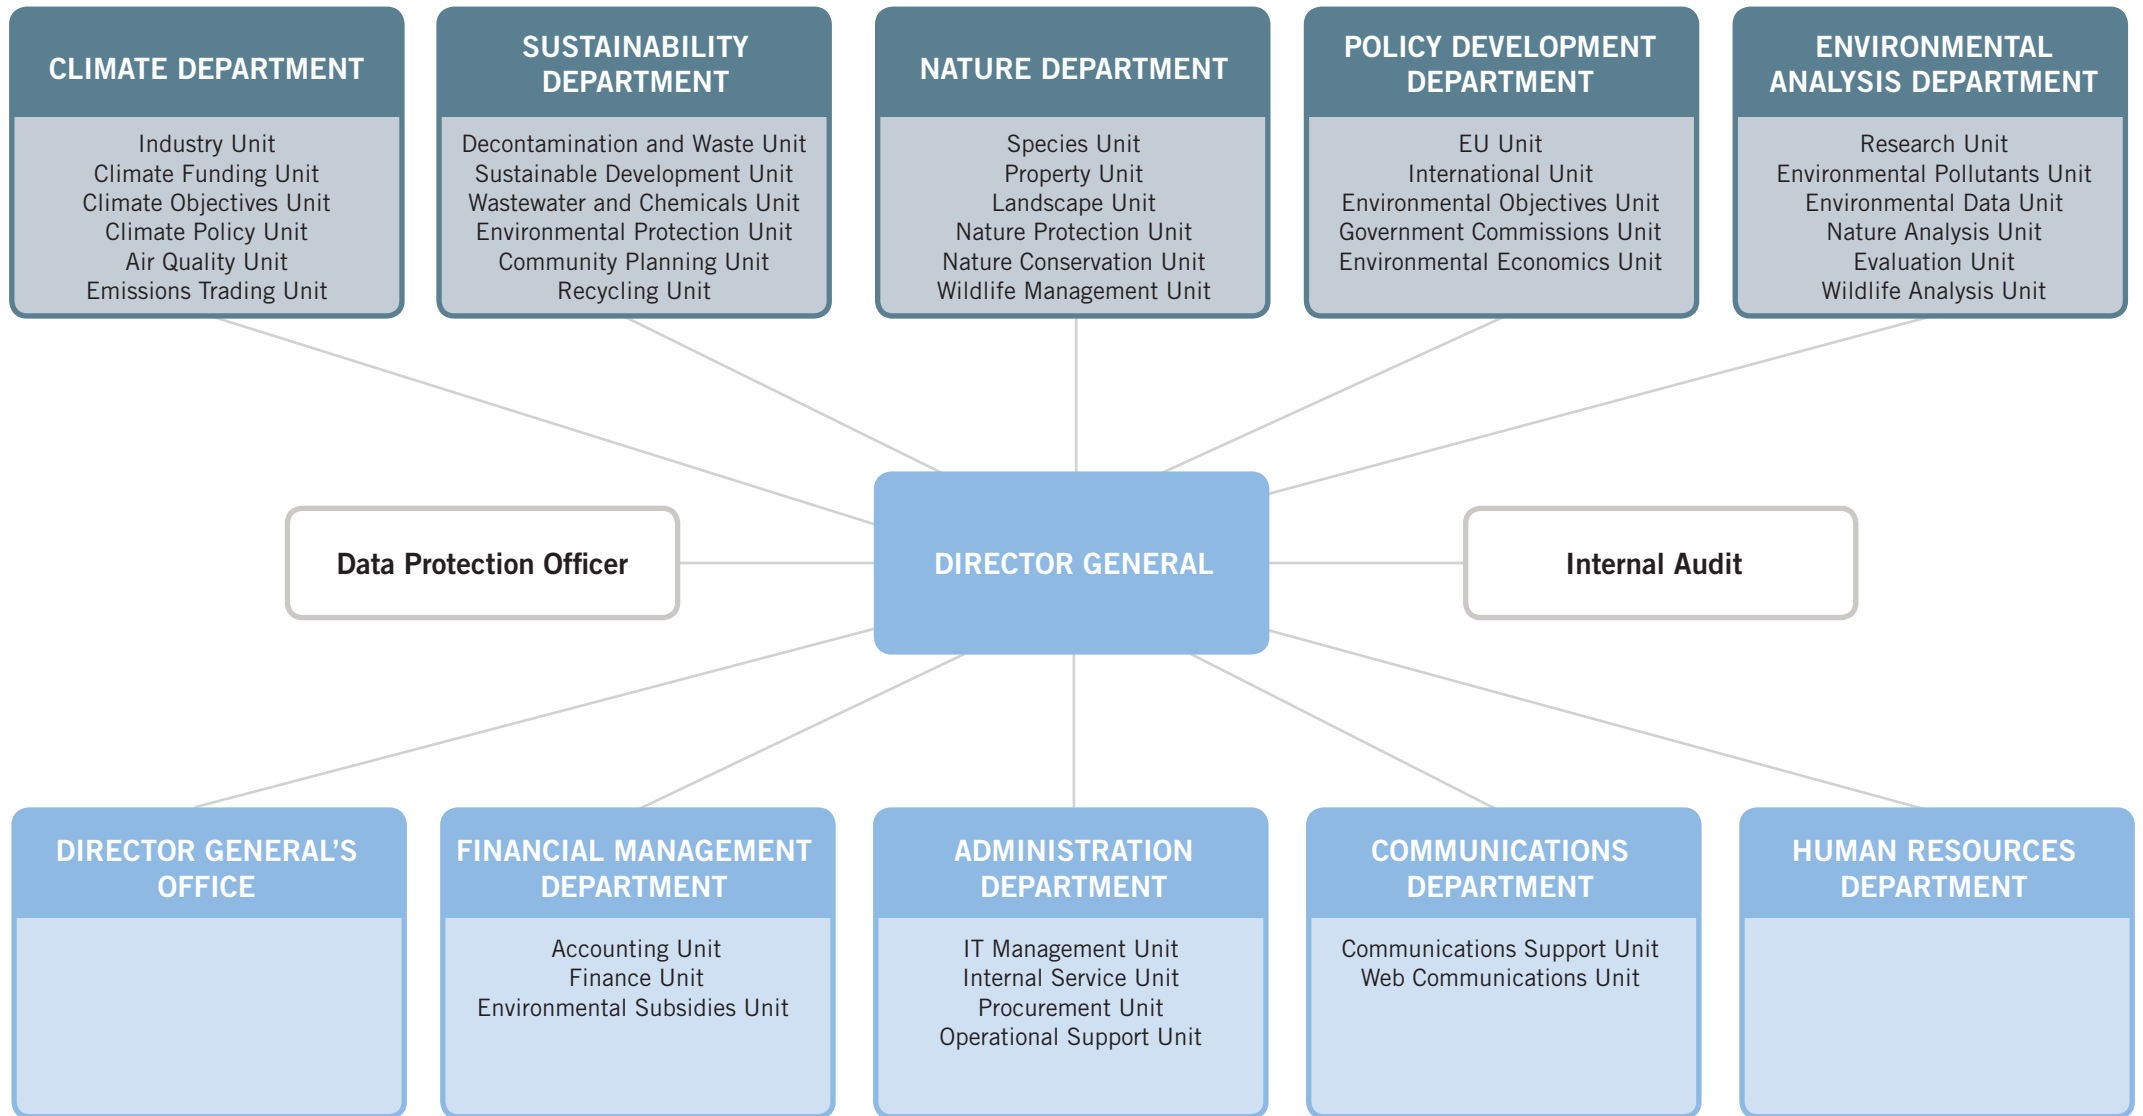 CLIMATE DEPARTMENT
Industry Unit
Climate Funding Unit
Climate Objectives Unit
Climate Policy Unit
Air Quality Unit
Emissions Trading Unit
SUSTAINABILITY
DEPARTMENT
Decontamination and Waste Unit
Sustainable Development Unit
Wastewater and Chemicals Unit
Environmental Protection Unit
Community Planning Unit
Recycling Unit
NATURE DEPARTMENT
Species Unit
Property Unit
Landscape Unit
Nature Protection Unit
Nature Conservation Unit
Wildlife Management Unit
POLICY DEVELOPMENT
DEPARTMENT
EU Unit
International Unit
Environmental Objectives Unit
Government Commissions Unit
Environmental Economics Unit
ENVIRONMENTAL
ANALYSIS DEPARTMENT
Research Unit
Environmental Pollutants Unit
Environmental Data Unit
Nature Analysis Unit
Evaluation Unit
Wildlife Analysis Unit
Data Protection Officer
DIRECTOR GENERAL
Internal Audit
DIRECTOR GENERAL’S
OFFICE
FINANCIAL MANAGEMENT
DEPARTMENT
Accounting Unit
Finance Unit
Environmental Subsidies Unit
ADMINISTRATION
DEPARTMENT
IT Management Unit
Internal Service Unit
Procurement Unit
Operational Support Unit
COMMUNICATIONS
DEPARTMENT
Communications Support Unit
Web Communications Unit
HUMAN RESOURCES
DEPARTMENT